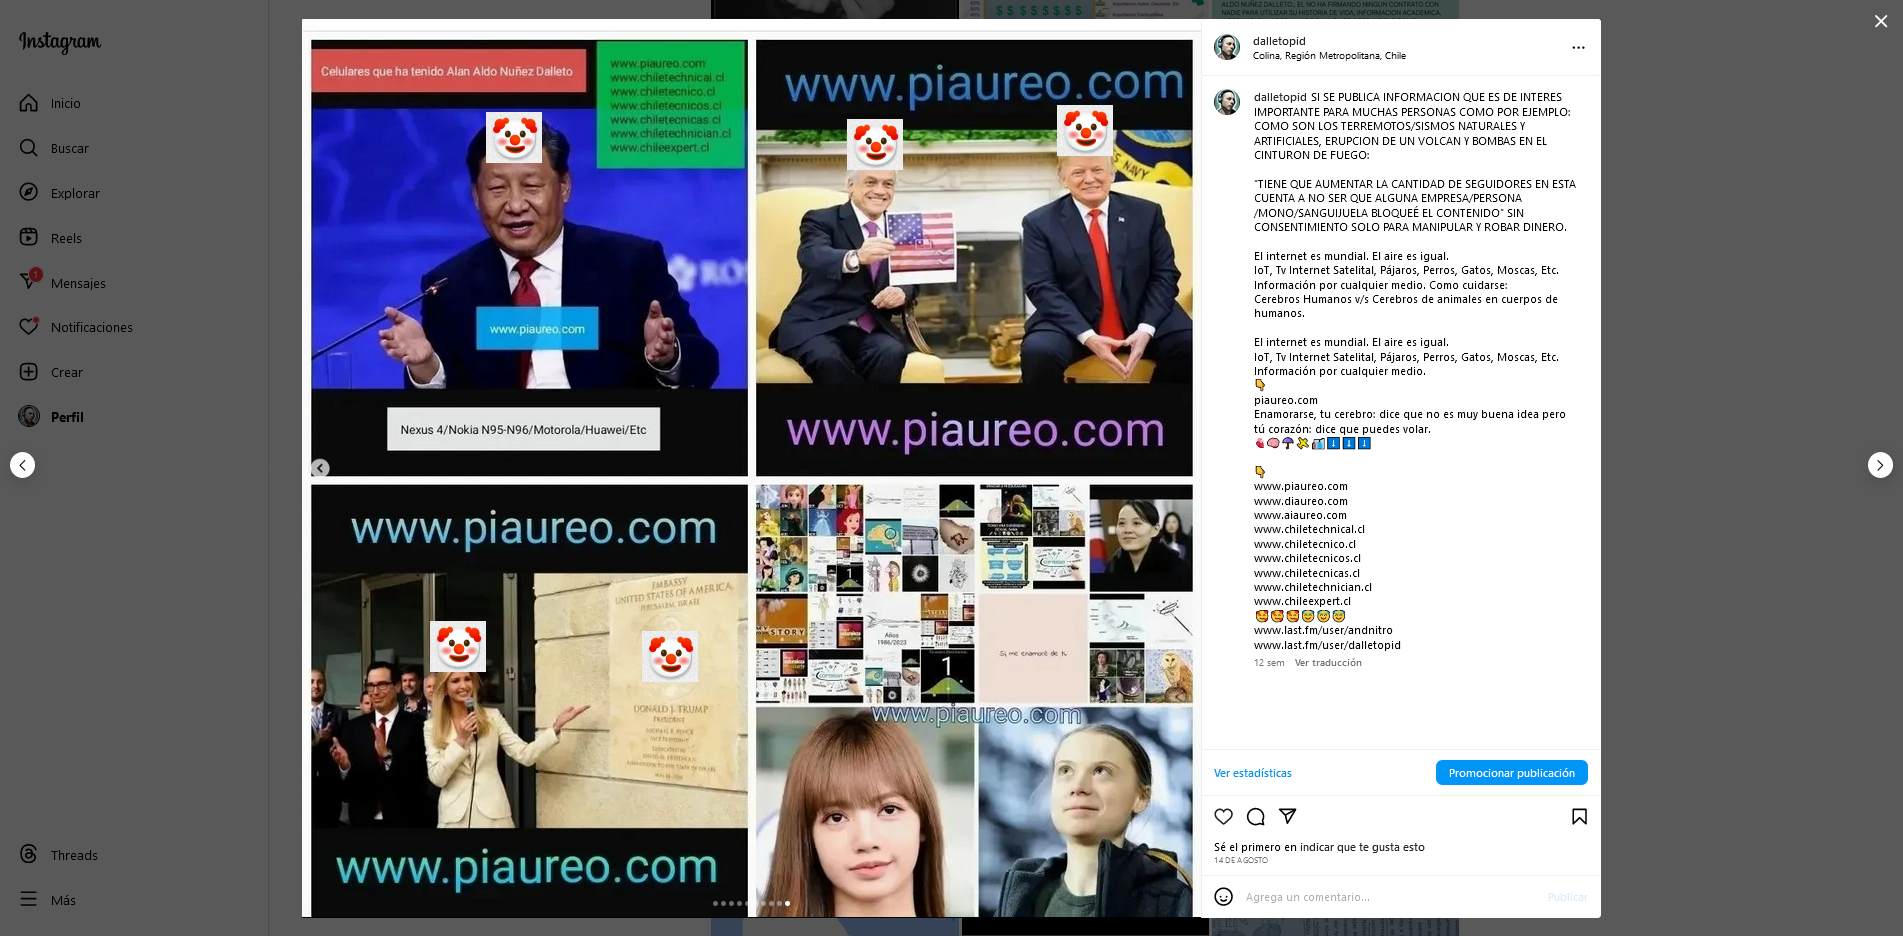 Instagram
Inicio
Buscar
Explorar
Reels
1
Mensajes
Notificaciones
Crear
Perfil
Threads
Más
Celulares que ha tenido Alan Aldo Nuñez Dalleto
www.piaureo.com
www.chiletechnical.cl
www.chiletecnico.cl
www.chiletecnicos.cl
www.chiletecnicas.cl
www.chiletechnician.cl
www.chileexpert.cl
www.piaureo.com
Nexus 4/Nokia N95-N96/Motorola/Huawei/Etc
www.piaureo.com
NAVY
www.piaureo.com
www.piaureo.com
EMBASSY
UNITED STATES OF AMERICA
JERUSALEM, ISRAEL
DONALD J. TRUMP
PRESIDENT
www.piaureo.com
STORY
Años
1986/2023
1
1
Si me enamoré de ti
www.piaureo.com
dalletopid
Colina, Región Metropolitana, Chile
dalletopid SI SE PUBLICA INFORMACION QUE ES DE INTERES
IMPORTANTE PARA MUCHAS PERSONAS COMO POR EJEMPLO:
COMO SON LOS TERREMOTOS/SISMOS NATURALES Y
ARTIFICIALES, ERUPCION DE UN VOLCAN Y BOMBAS EN EL
CINTURON DE FUEGO:
"TIENE QUE AUMENTAR LA CANTIDAD DE SEGUIDORES EN ESTA
CUENTA A NO SER QUE ALGUNA EMPRESA/PERSONA
/MONO/SANGUIJUELA BLOQUEÉ EL CONTENIDO" SIN
CONSENTIMIENTO SOLO PARA MANIPULAR Y ROBAR DINERO.
El internet es mundial. El aire es igual.
IoT, Tv Internet Satelital, Pájaros, Perros, Gatos, Moscas, Etc.
Información por cualquier medio. Como cuidarse:
Cerebros Humanos v/s Cerebros de animales en cuerpos de
humanos.
El internet es mundial. El aire es igual.
IoT, Tv Internet Satelital, Pájaros, Perros, Gatos, Moscas, Etc.
Información por cualquier medio.
piaureo.com
Enamorarse, tu cerebro: dice que no es muy buena idea pero
tú corazón: dice que puedes volar.
www.piaureo.com
www.diaureo.com
www.aiaureo.com
www.chiletechnical.cl
www.chiletecnico.cl
www.chiletecnicos.cl
www.chiletecnicas.cl
www.chiletechnician.cl
www.chileexpert.cl
www.last.fm/user/andnitro
www.last.fm/user/dalletopid
12 sem Ver traducción
Ver estadísticas
Promocionar publicación
Sé el primero en indicar que te gusta esto
14 DE AGOSTO
Agrega un comentario...
Publicar